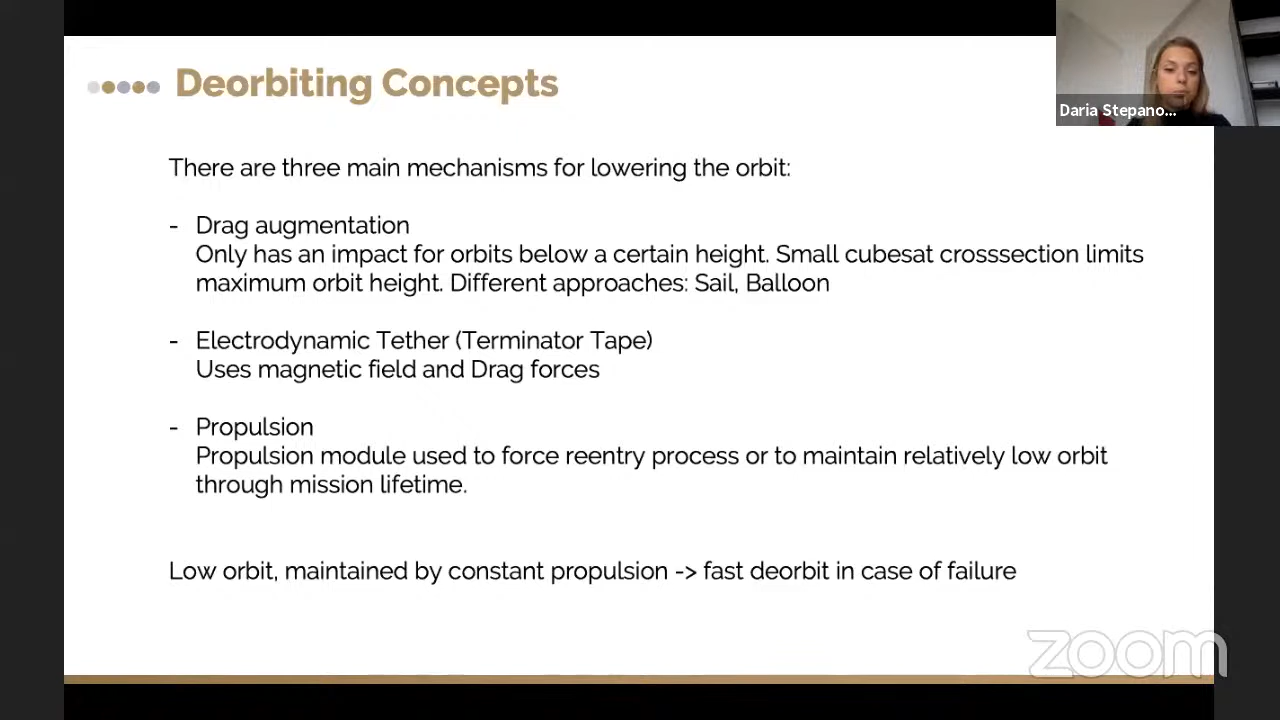 Deorbiting Concepts
Daria Stepano...
There are three main mechanisms for lowering the orbit:
- Drag augmentation
Only has an impact for orbits below a certain height. Small cubesat crosssection limits
maximum orbit height. Different approaches: Sail, Balloon
- Electrodynamic Tether (Terminator Tape)
Uses magnetic field and Drag forces
- Propulsion
Propulsion module used to force reentry process or to maintain relatively low orbit
through mission lifetime.
Low orbit, maintained by constant propulsion -> fast deorbit in case of failure
zoom